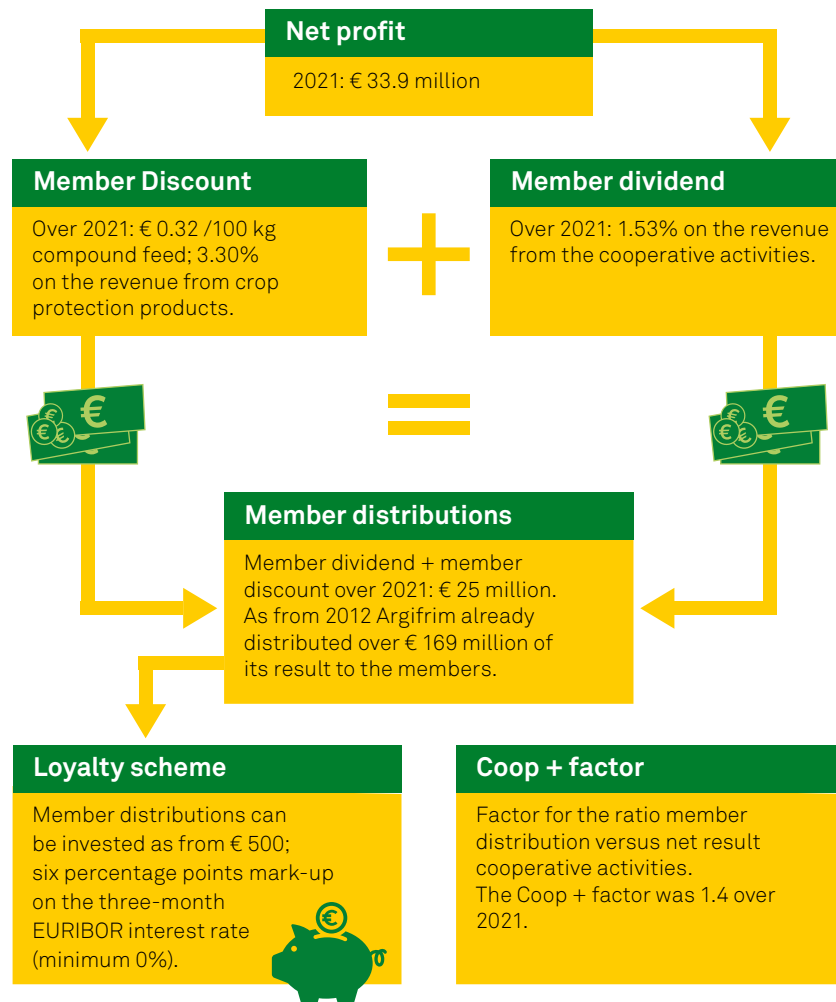 Net profit
2021: € 33.9 million
Member Discount
Over 2021: € 0.32 /100 kg
compound feed; 3.30%
on the revenue from crop
protection products.
+
Member dividend
Over 2021: 1.53% on the revenue
from the cooperative activities.
€
€
€
€
=
€
€
€
€
Member distributions
Member dividend + member
discount over 2021: € 25 million.
As from 2012 Argifrim already
distributed over € 169 million of
its result to the members.
Loyalty scheme
Member distributions can
be invested as from € 500;
six percentage points mark-up
on the three-month
EURIBOR interest rate
(minimum 0%).
€
Coop + factor
Factor for the ratio member
distribution versus net result
cooperative activities.
The Coop + factor was 1.4 over
2021.